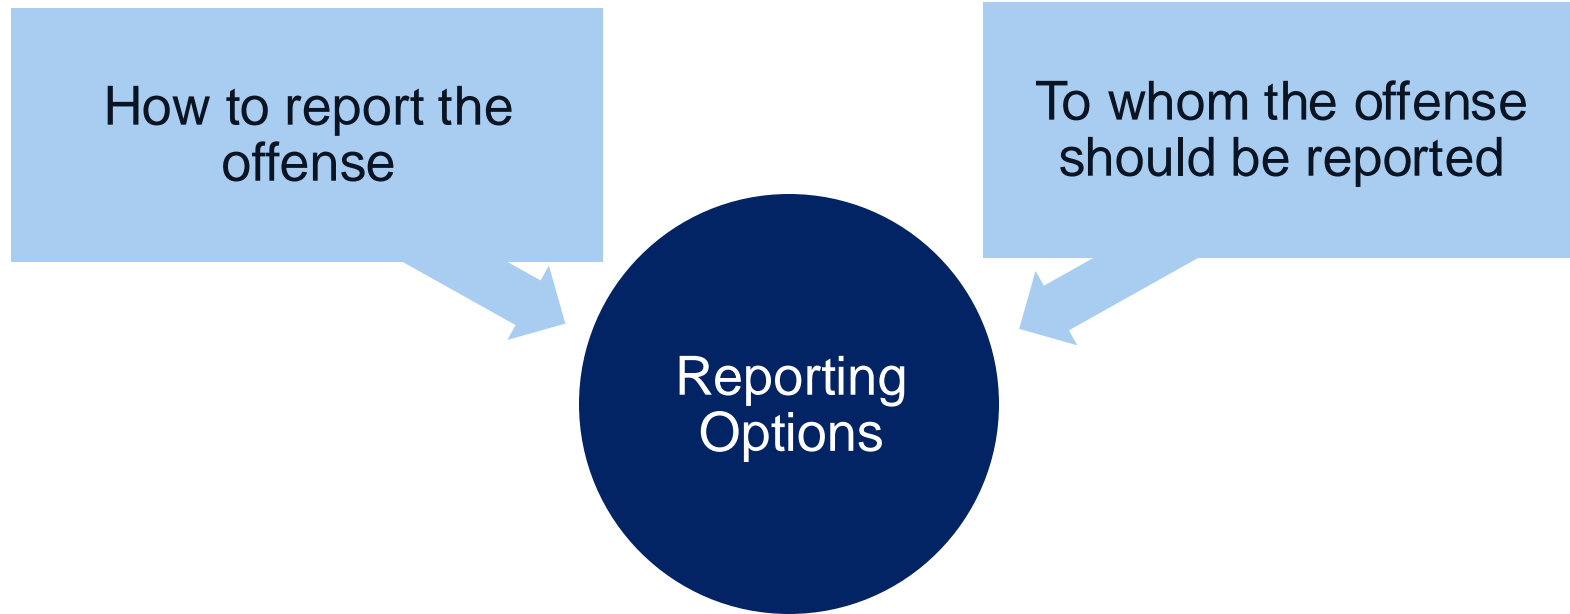 How to report the
offense
To whom the offense
should be reported
Reporting
Options